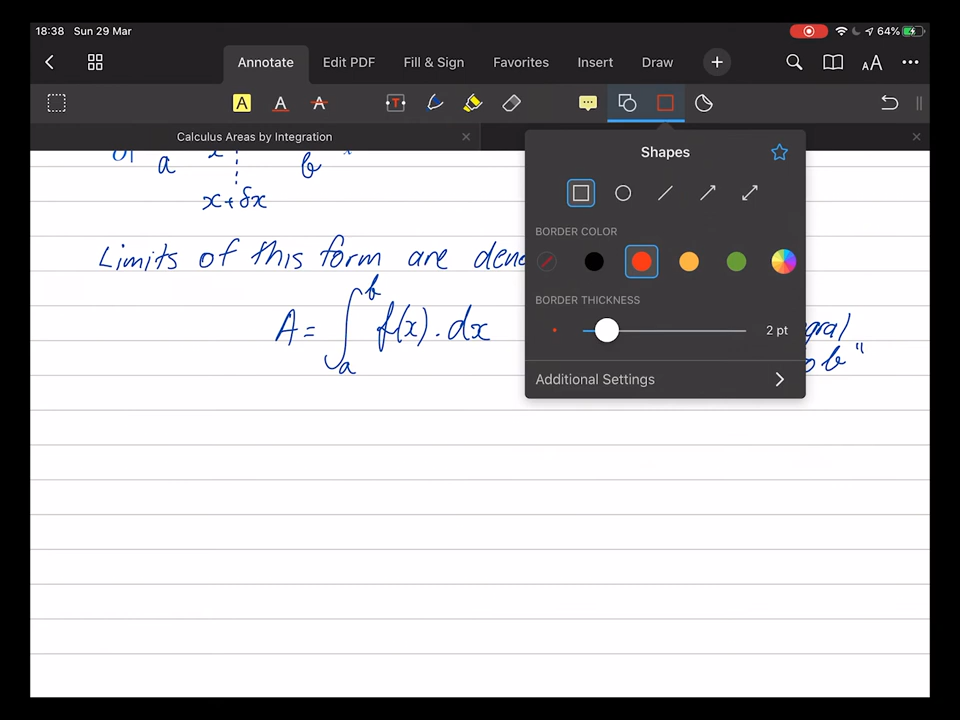 18:38 Sun 29 Mar 64%
Annotate Edit PDF Fill & Sign Favorites Insert Draw
A A A T
Calculus Areas by Integration
Shapes
BORDER COLOR
BORDER THICKNESS
2 pt
Additional Settings
a b
x+δx
Limits of this form are
A = ∫ₐᵇ f(x).dx
b"